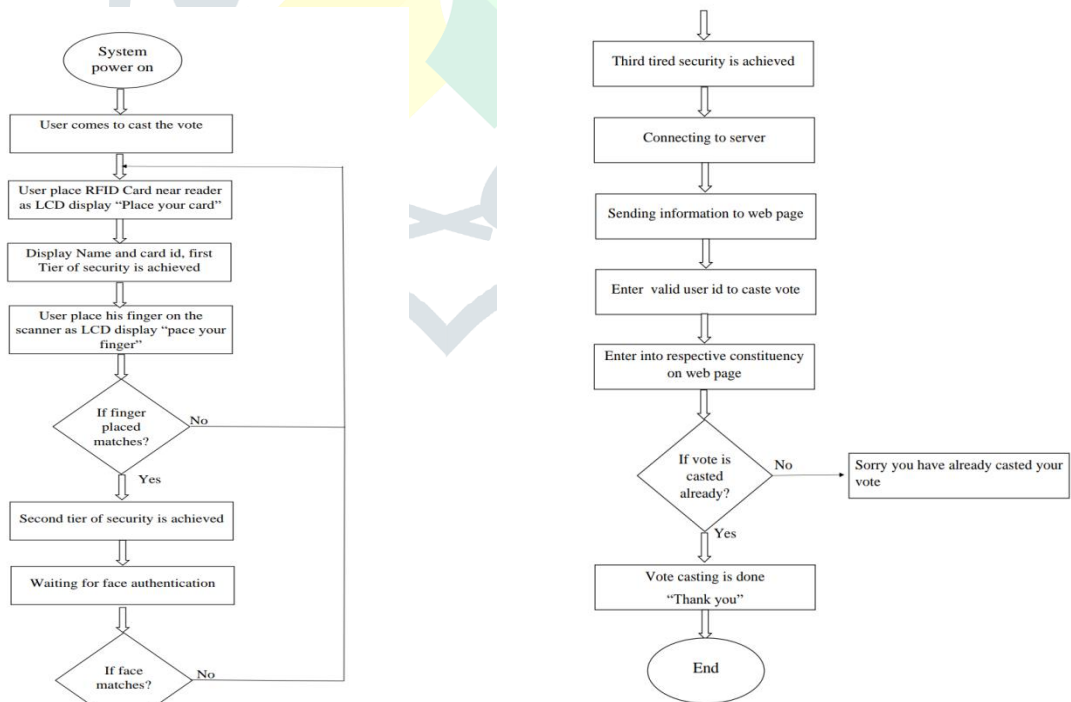 System
power on
User comes to cast the vote
User place RFID Card near reader
as LCD display “Place your card”
Display Name and card id, first
Tier of security is achieved
User place his finger on the
scanner as LCD display “pace your
finger”
If finger
placed
matches?
No
Yes
Second tier of security is achieved
Waiting for face authentication
If face
matches?
No
Third tired security is achieved
Connecting to server
Sending information to web page
Enter valid user id to caste vote
Enter into respective constituency
on web page
If vote is
casted
already?
No
Sorry you have already casted your
vote
Yes
Vote casting is done
“Thank you”
End